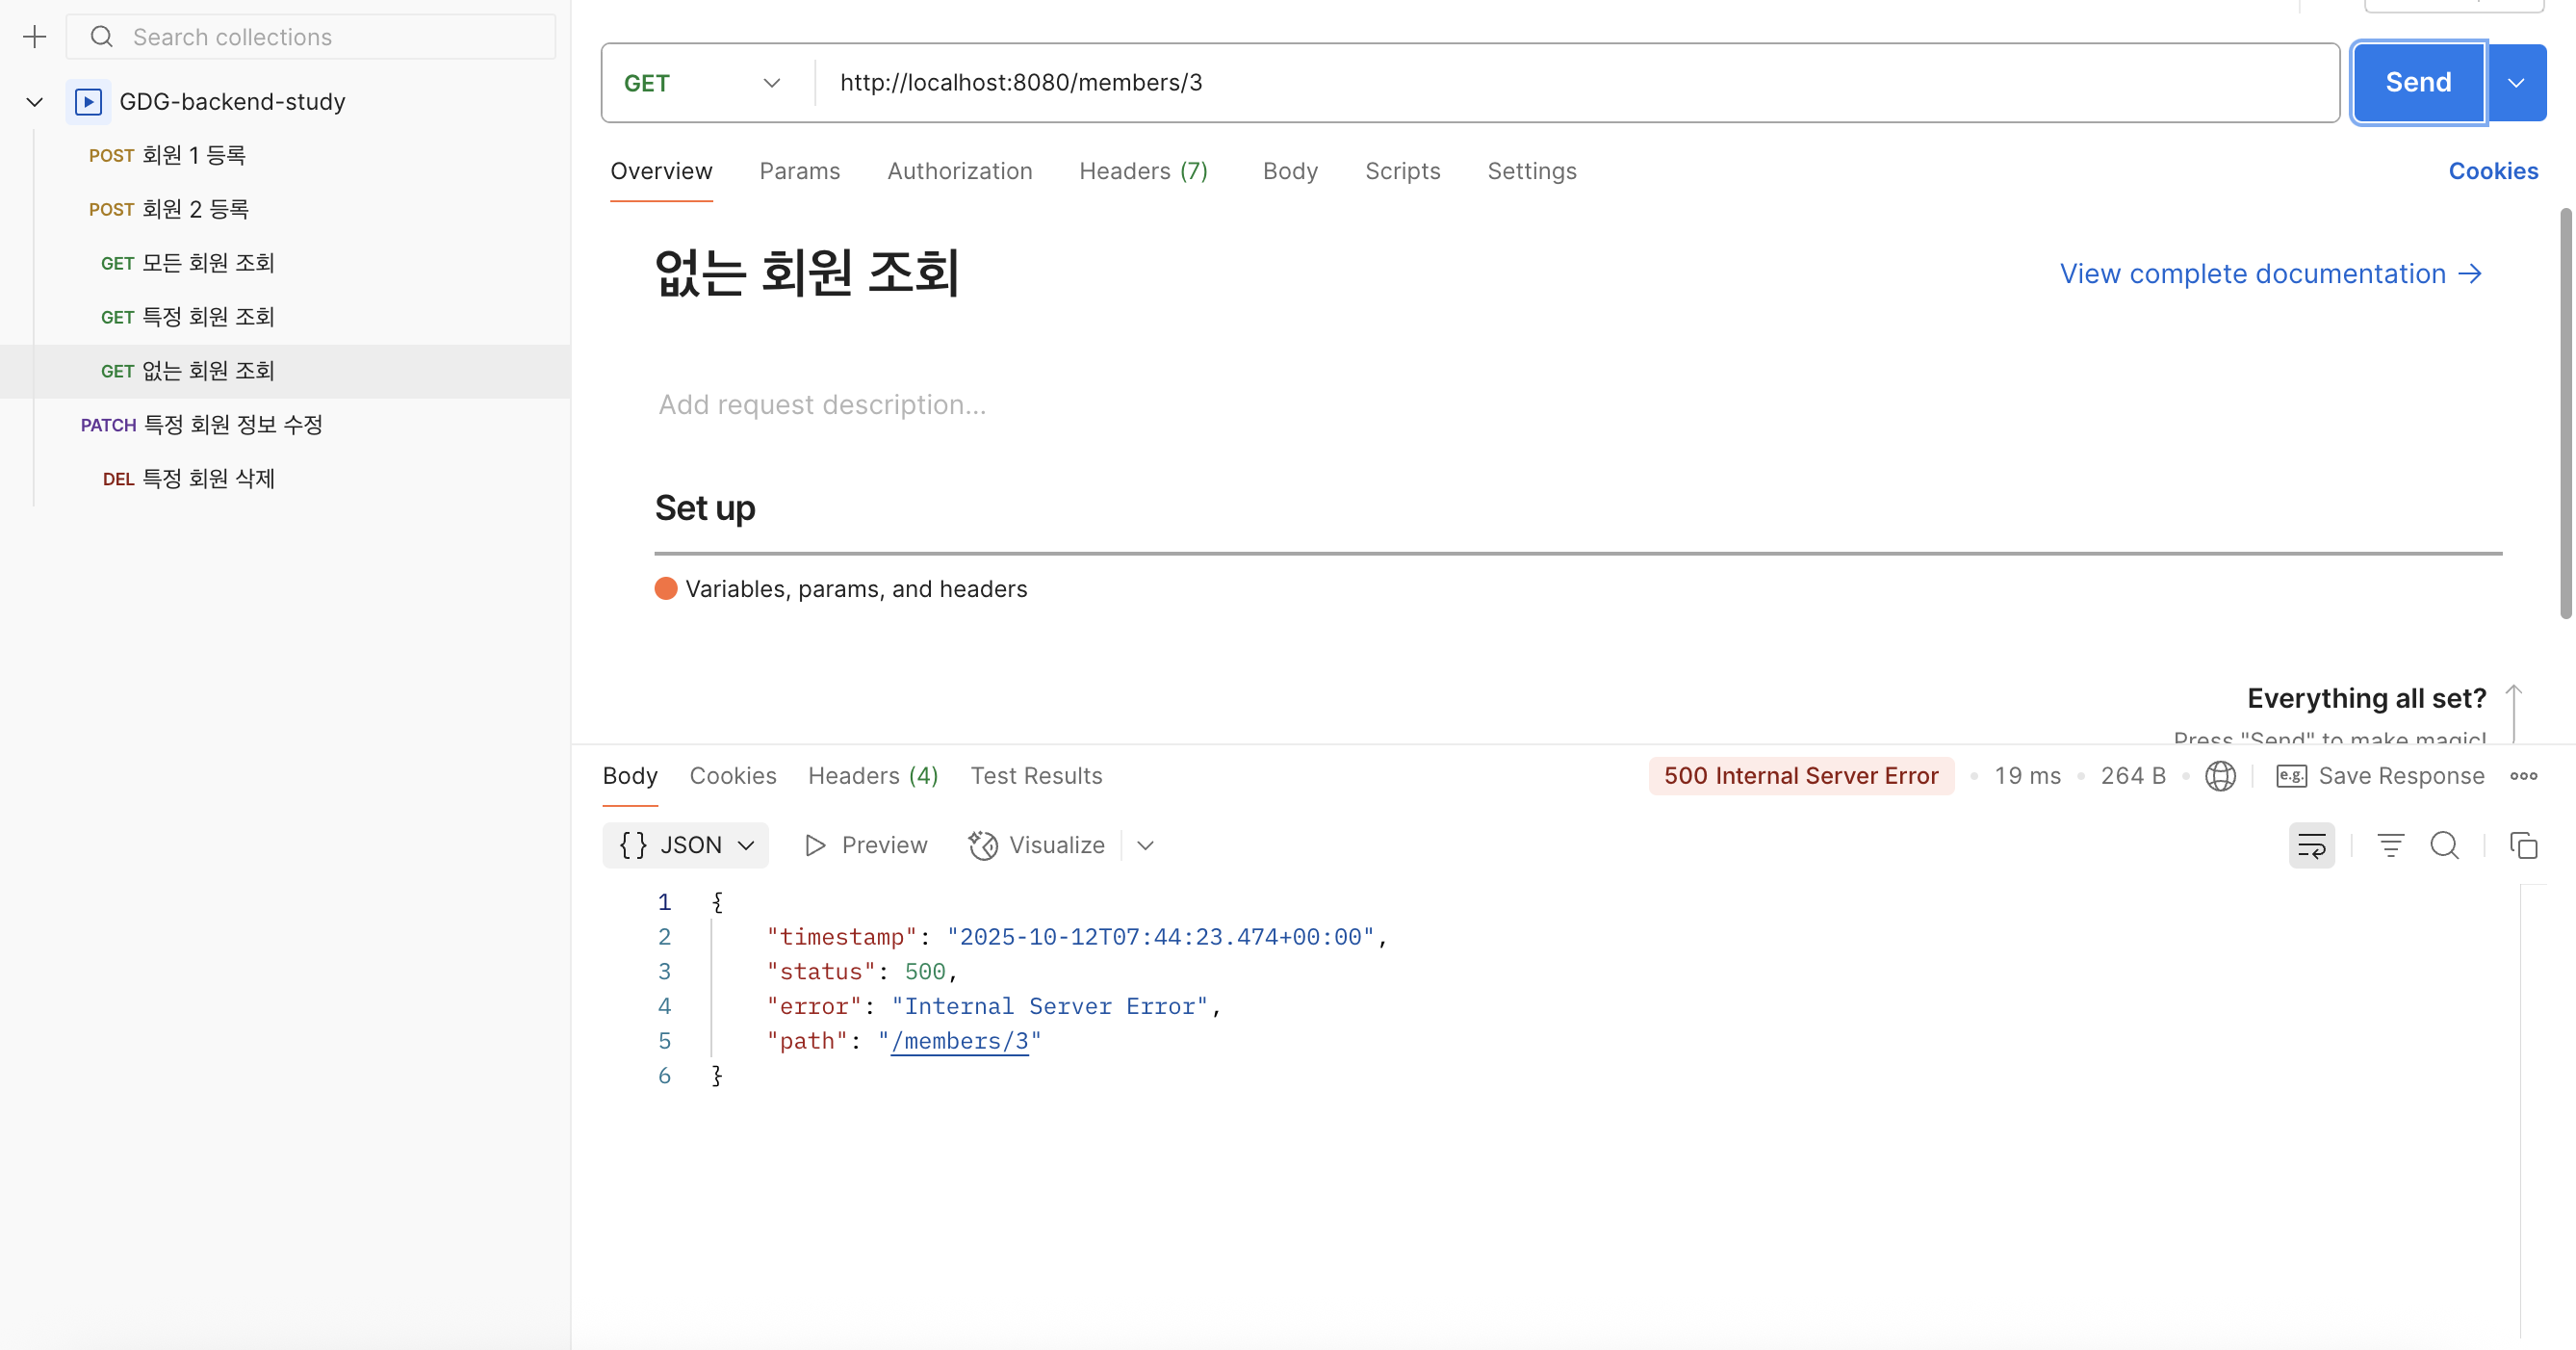 Search collections
GDG-backend-study
POST 회원 1 등록
POST 회원 2 등록
GET 모든 회원 조회
GET 특정 회원 조회
GET 없는 회원 조회
PATCH 특정 회원 정보 수정
DEL 특정 회원 삭제
GET http://localhost:8080/members/3 Send
Overview Params Authorization Headers (7) Body Scripts Settings Cookies
없는 회원 조회 View complete documentation →
Add request description...
Set up
Variables, params, and headers
Everything all set?
Press "Send" to make magic!
Body Cookies Headers (4) Test Results 500 Internal Server Error • 19 ms • 264 B • e.g. Save Response
{ } JSON Preview Visualize
1 {
2 "timestamp": "2025-10-12T07:44:23.474+00:00",
3 "status": 500,
4 "error": "Internal Server Error",
5 "path": "/members/3"
6 }